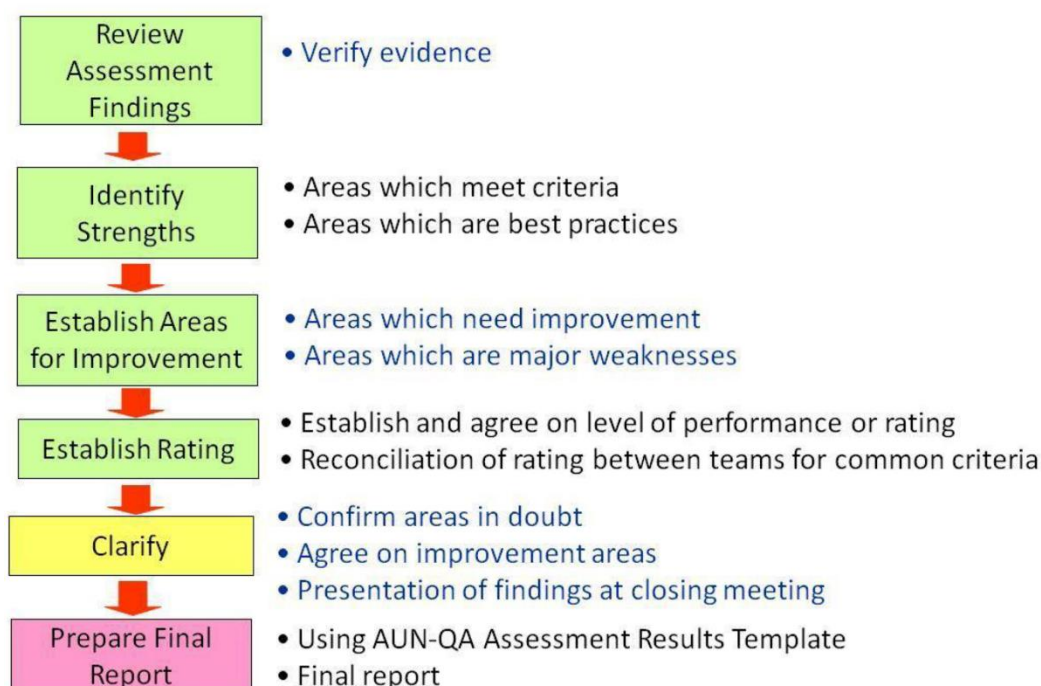 Review
Assessment
Findings
• Verify evidence
Identify
Strengths
• Areas which meet criteria
• Areas which are best practices
Establish Areas
for Improvement
• Areas which need improvement
• Areas which are major weaknesses
Establish Rating
• Establish and agree on level of performance or rating
• Reconciliation of rating between teams for common criteria
Clarify
• Confirm areas in doubt
• Agree on improvement areas
• Presentation of findings at closing meeting
Prepare Final
Report
• Using AUN-QA Assessment Results Template
• Final report